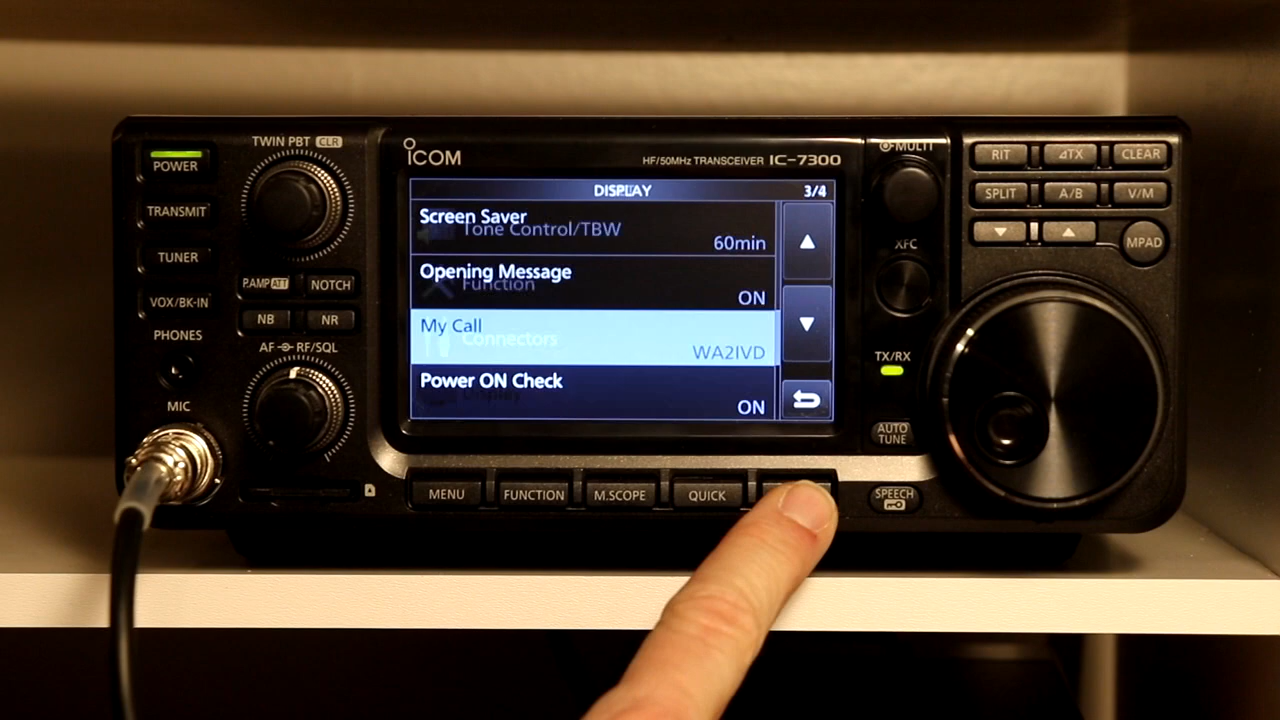 TWIN PBT CLR
POWER
TRANSMIT
TUNER
VOX/BK-IN
PHONES
MIC
P.AMP ATT
NOTCH
NB
NR
AF RF/SQL
ICOM
HF/50MHz TRANSCEIVER IC-7300
DISPLAY 3/4
Screen Saver
Tone Control/TBW
60min
Opening Message
Function
ON
My Call
Connectors
WA2IVD
Power ON Check
Display
ON
MENU
FUNCTION
M.SCOPE
QUICK
MULTI
XFC
TX/RX
AUTO
TUNE
SPEECH
RIT
⊿TX
CLEAR
SPLIT
A/B
V/M
MPAD